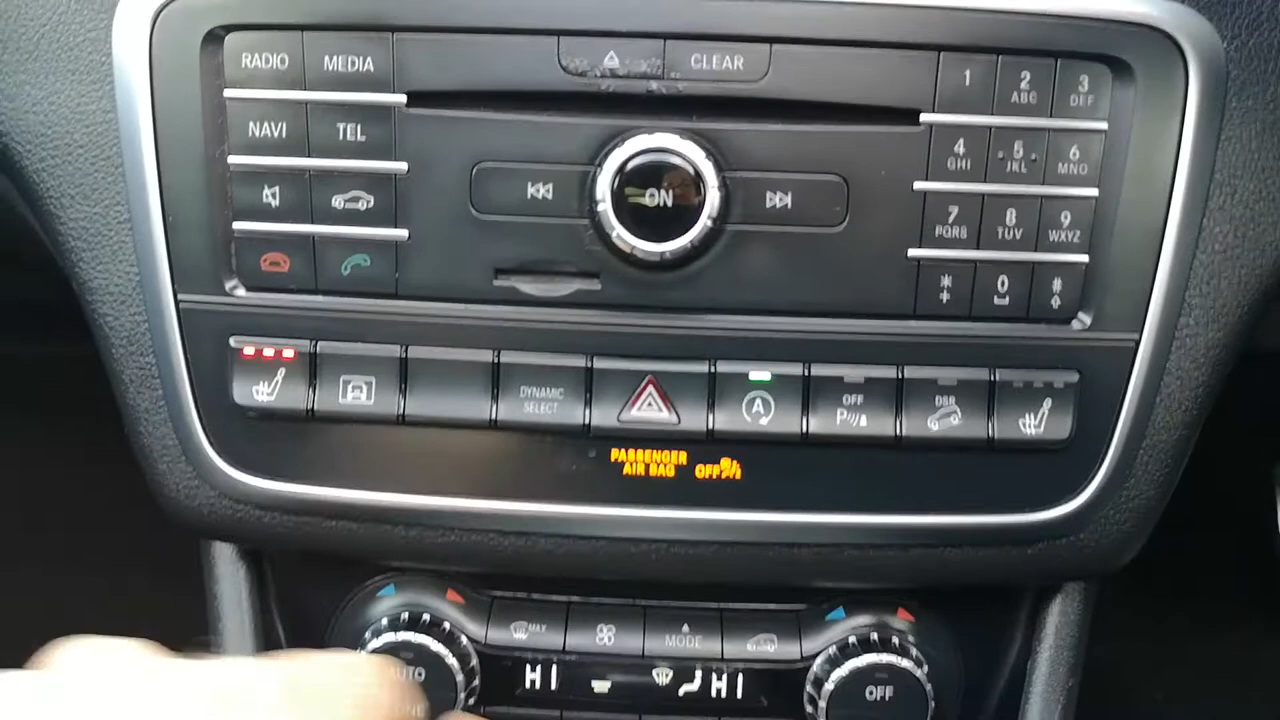 RADIO
MEDIA
CLEAR
1
2
ABC
3
DEF
NAVI
TEL
4
GHI
5
JKL
6
MNO
ON
7
PQRS
8
TUV
9
WXYZ
*
0
#
DYNAMIC
SELECT
A
OFF
P
DSR
PASSENGER
AIR BAG OFF
MAX
MODE
AUTO
HI
HI
OFF